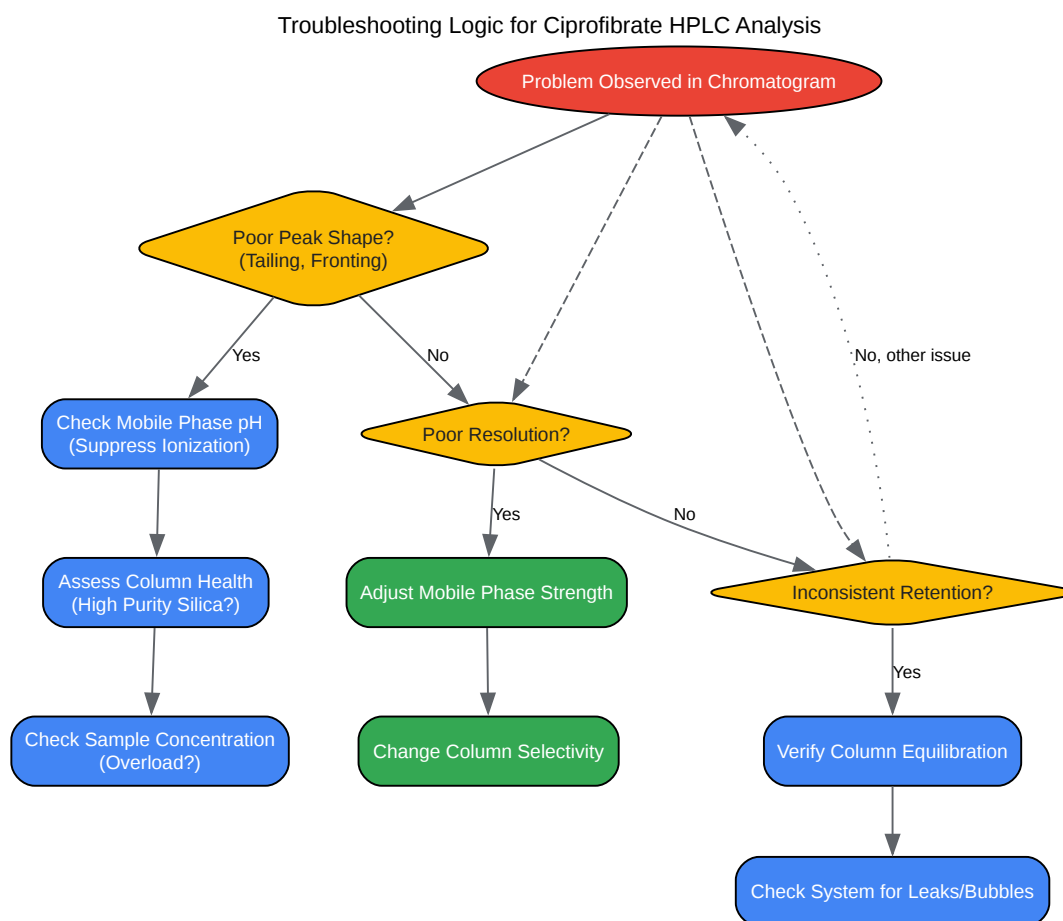 Troubleshooting Logic for Ciprofibrate HPLC Analysis
Problem Observed in Chromatogram
Poor Peak Shape?
(Tailing, Fronting)
Yes
No
No, other issue
Check Mobile Phase pH
(Suppress Ionization)
Poor Resolution?
Yes
No
Assess Column Health
(High Purity Silica?)
Adjust Mobile Phase Strength
Inconsistent Retention?
Yes
Check Sample Concentration
(Overload?)
Change Column Selectivity
Verify Column Equilibration
Check System for Leaks/Bubbles